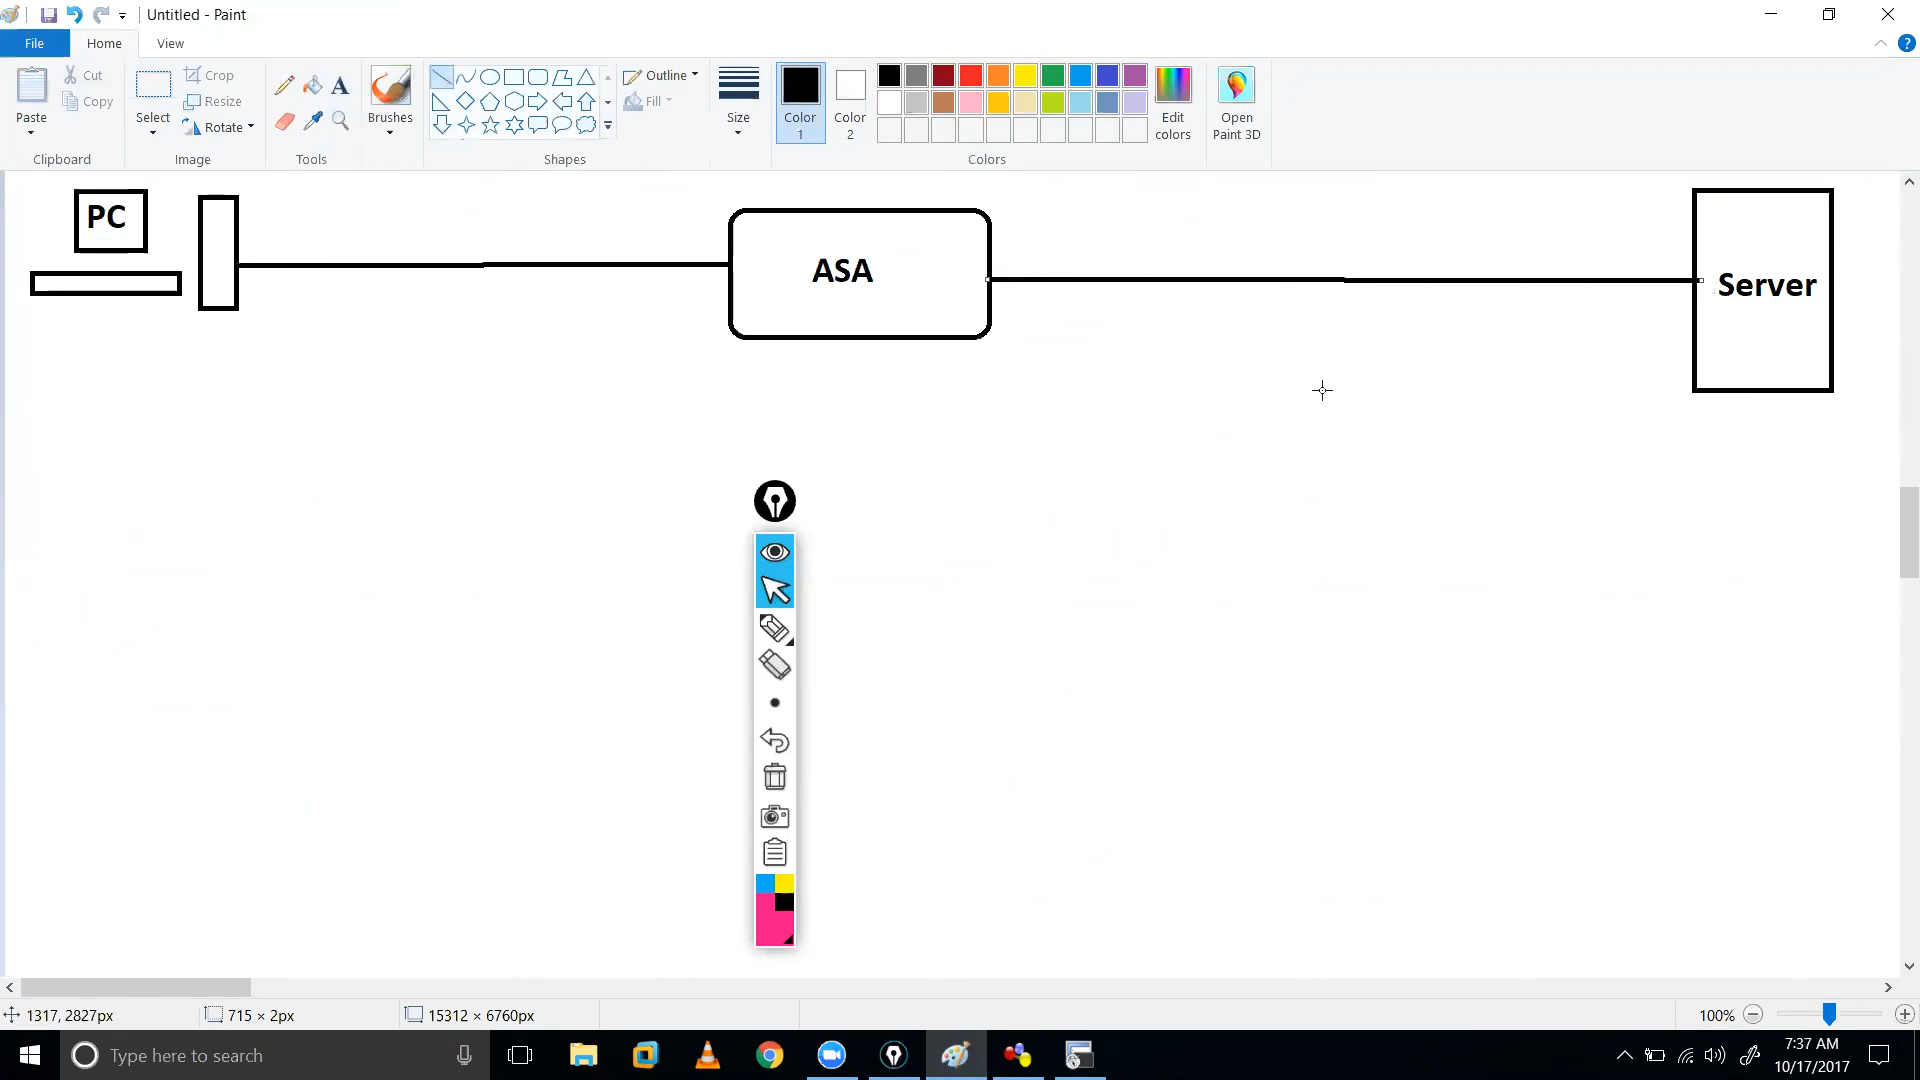 Untitled - Paint
File Home View
Paste Cut Copy Clipboard
Select Crop Resize Rotate Image
A
Tools
Brushes
Shapes
Outline
Fill
Size
Color 1
Color 2
Edit colors
Colors
Open Paint 3D
PC
ASA
Server
1317, 2827px
715 × 2px
15312 × 6760px
100%
Type here to search
7:37 AM
10/17/2017